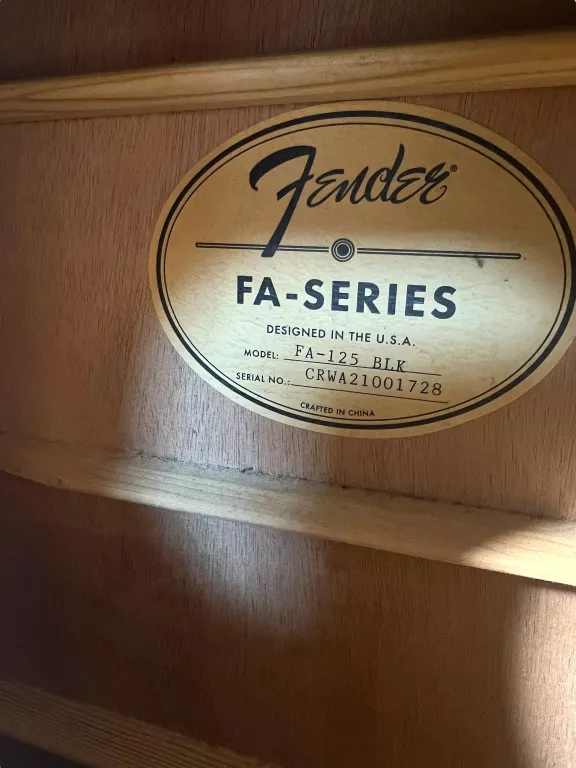 Fender®
FA-SERIES
DESIGNED IN THE U.S.A.
MODEL: FA-125 BLK
SERIAL NO.: CRWA21001728
CRAFTED IN CHINA